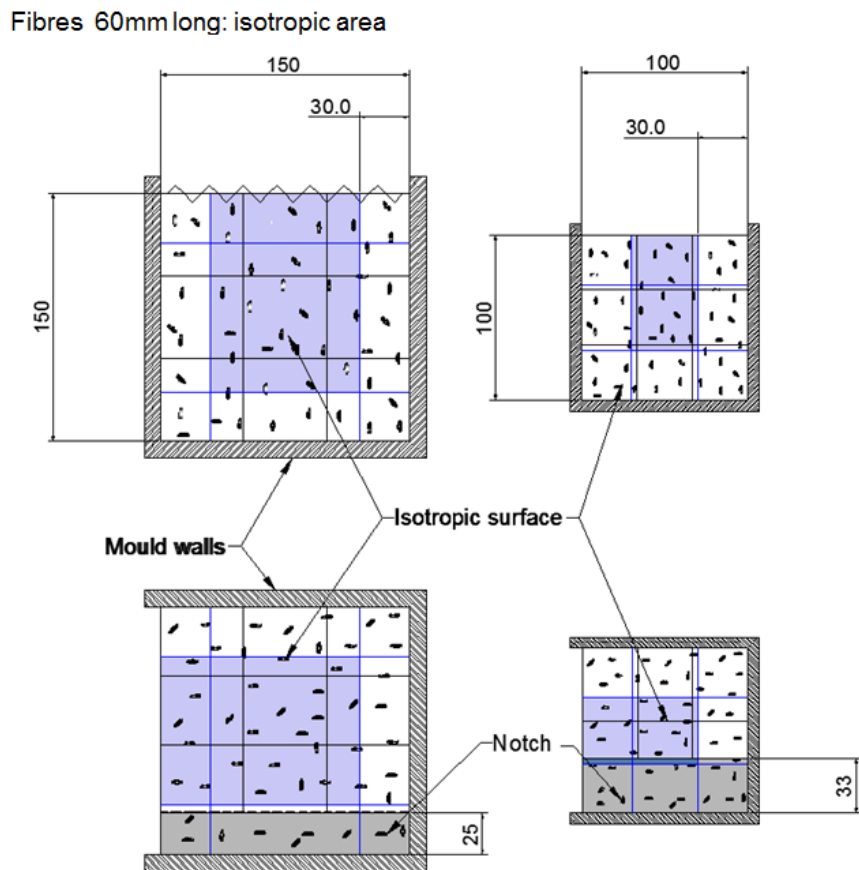 Fibres 60mm long: isotropic area
150
100
30.0
30.0
150
100
Isotropic surface
Mould walls
Notch
25
33